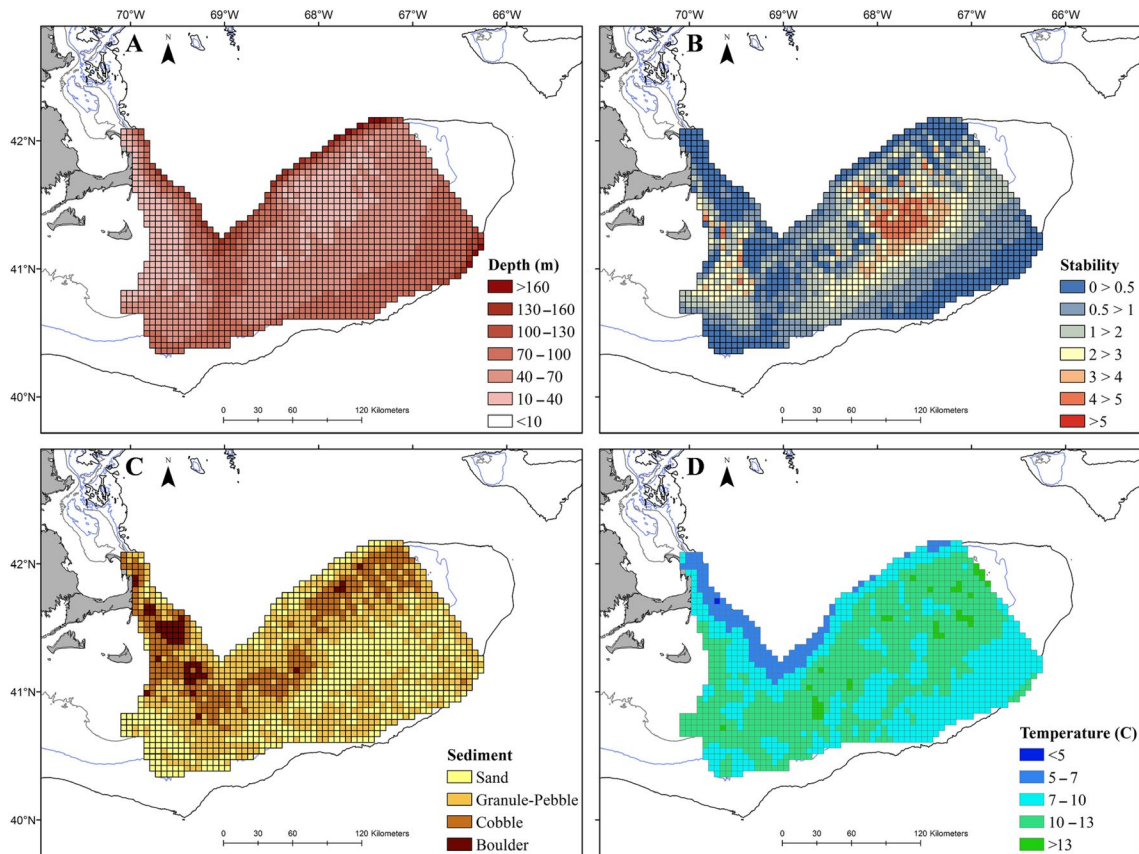 70°W 69°W 68°W 67°W 66°W
70°W 69°W 68°W 67°W 66°W
A
N
B
N
42°N
41°N
40°N
Depth (m)
>160
130–160
100–130
70–100
40–70
10–40
<10
0 30 60 120 Kilometers
Stability
0 > 0.5
0.5 > 1
1 > 2
2 > 3
3 > 4
4 > 5
>5
0 30 60 120 Kilometers
C
N
D
N
42°N
41°N
40°N
Sediment
Sand
Granule-Pebble
Cobble
Boulder
0 30 60 120 Kilometers
Temperature (C)
<5
5–7
7–10
10–13
>13
0 30 60 120 Kilometers